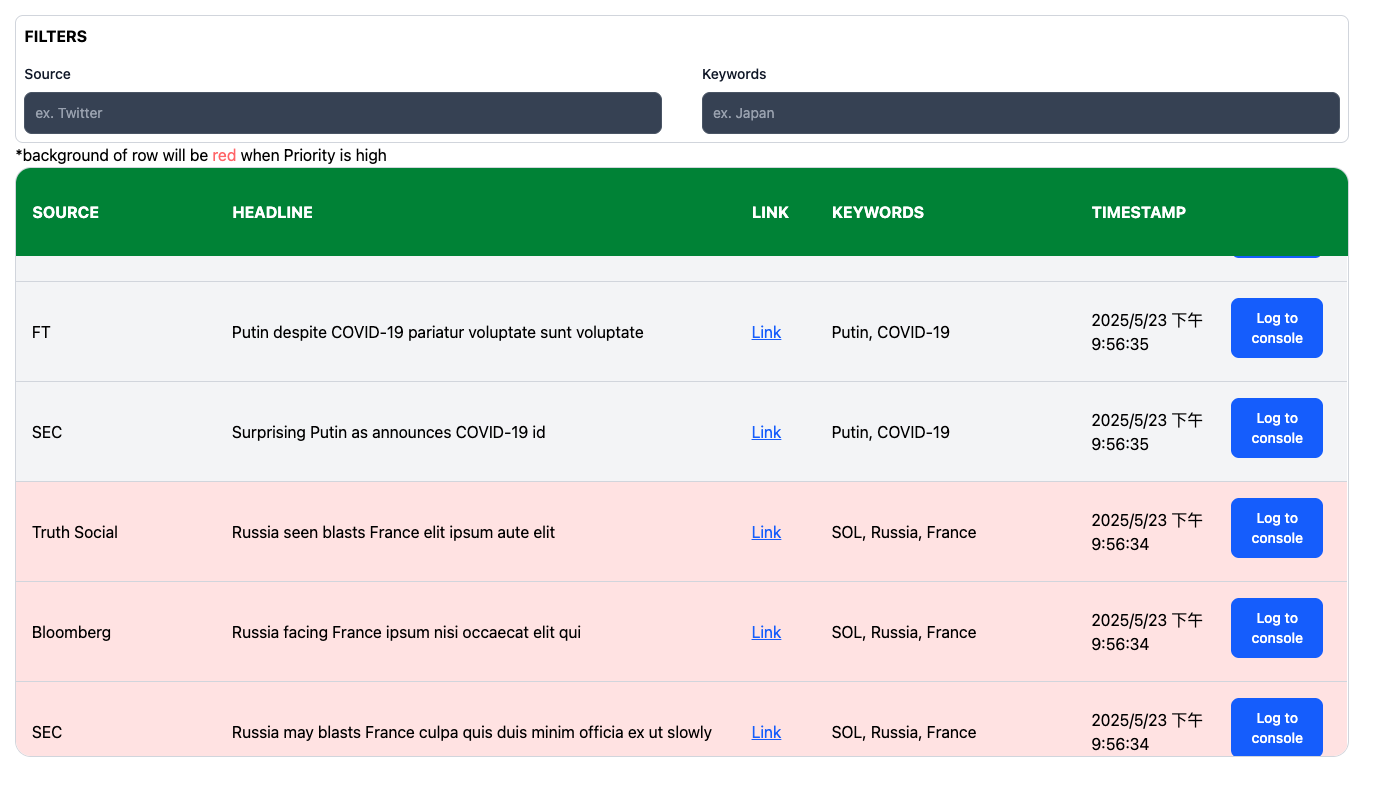 FILTERS
Source
Keywords
ex. Twitter
ex. Japan
*background of row will be red when Priority is high
SOURCE HEADLINE LINK KEYWORDS TIMESTAMP
FT
Putin despite COVID-19 pariatur voluptate sunt voluptate
Link
Putin, COVID-19
2025/5/23 下午
9:56:35
Log to
console
SEC
Surprising Putin as announces COVID-19 id
Link
Putin, COVID-19
2025/5/23 下午
9:56:35
Log to
console
Truth Social
Russia seen blasts France elit ipsum aute elit
Link
SOL, Russia, France
2025/5/23 下午
9:56:34
Log to
console
Bloomberg
Russia facing France ipsum nisi occaecat elit qui
Link
SOL, Russia, France
2025/5/23 下午
9:56:34
Log to
console
SEC
Russia may blasts France culpa quis duis minim officia ex ut slowly
Link
SOL, Russia, France
2025/5/23 下午
9:56:34
Log to
console